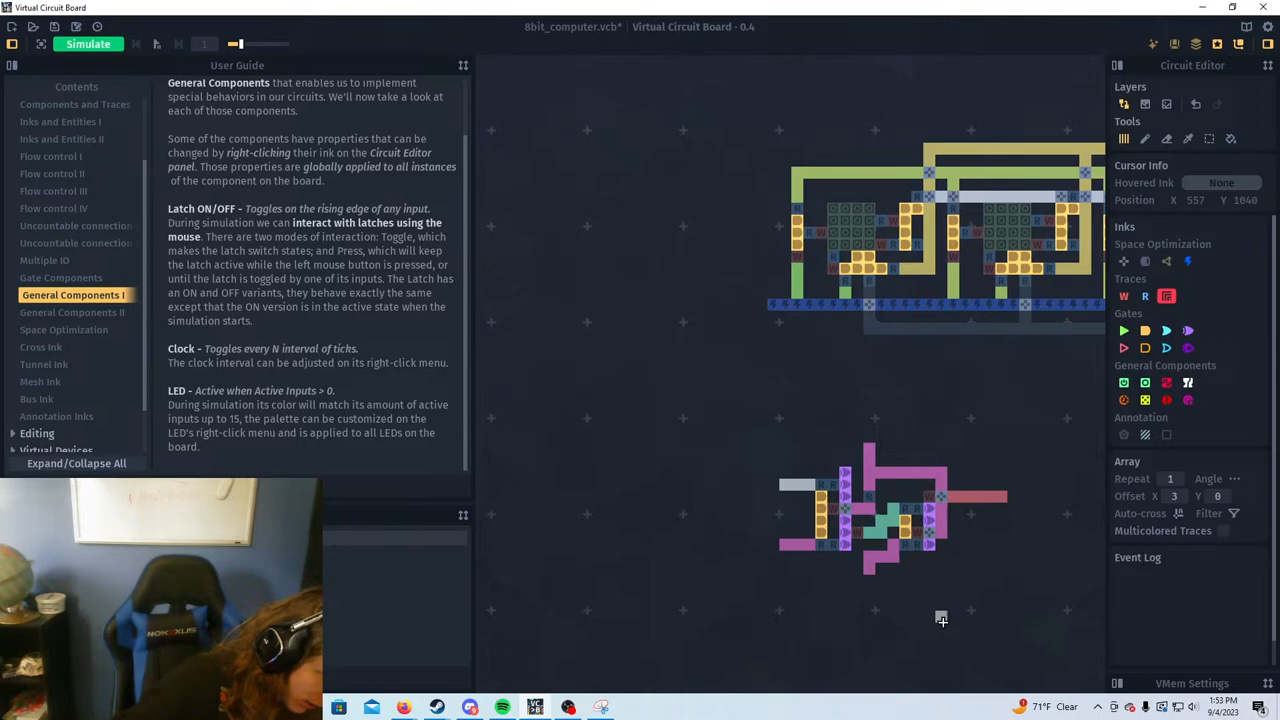 Virtual Circuit Board
8bit_computer.vcb* | Virtual Circuit Board · 0.4
Simulate
1
User Guide
Contents
Components and Traces
Inks and Entities I
Inks and Entities II
Flow control I
Flow control II
Flow control III
Flow control IV
Uncountable connection
Uncountable connection
Multiple IO
Gate Components
General Components I
General Components II
Space Optimization
Cross Ink
Tunnel Ink
Mesh Ink
Bus Ink
Annotation Inks
Editing
Virtual Devices
Expand/Collapse All
General Components that enables us to implement
special behaviors in our circuits. We'll now take a look at
each of those components.
Some of the components have properties that can be
changed by right-clicking their ink on the Circuit Editor
panel. Those properties are globally applied to all instances
of the component on the board.
Latch ON/OFF - Toggles on the rising edge of any input.
During simulation we can interact with latches using the
mouse. There are two modes of interaction: Toggle, which
makes the latch switch states; and Press, which will keep
the latch active while the left mouse button is pressed, or
until the latch is toggled by one of its inputs. The Latch has
an ON and OFF variants, they behave exactly the same
except that the ON version is in the active state when the
simulation starts.
Clock - Toggles every N interval of ticks.
The clock interval can be adjusted on its right-click menu.
LED - Active when Active Inputs > 0.
During simulation its color will match its amount of active
inputs up to 15, the palette can be customized on the
LED's right-click menu and is applied to all LEDs on the
board.
NOKAXUS
Circuit Editor
Layers
Tools
Cursor Info
Hovered Ink None
Position X 557 Y 1040
Inks
Space Optimization
Traces
W R
Gates
General Components
Annotation
Array
Repeat 1 Angle
Offset X 3 Y 0
Auto-cross Filter
Multicolored Traces
Event Log
VMem Settings
71°F Clear
1:53 PM
9/4/2023